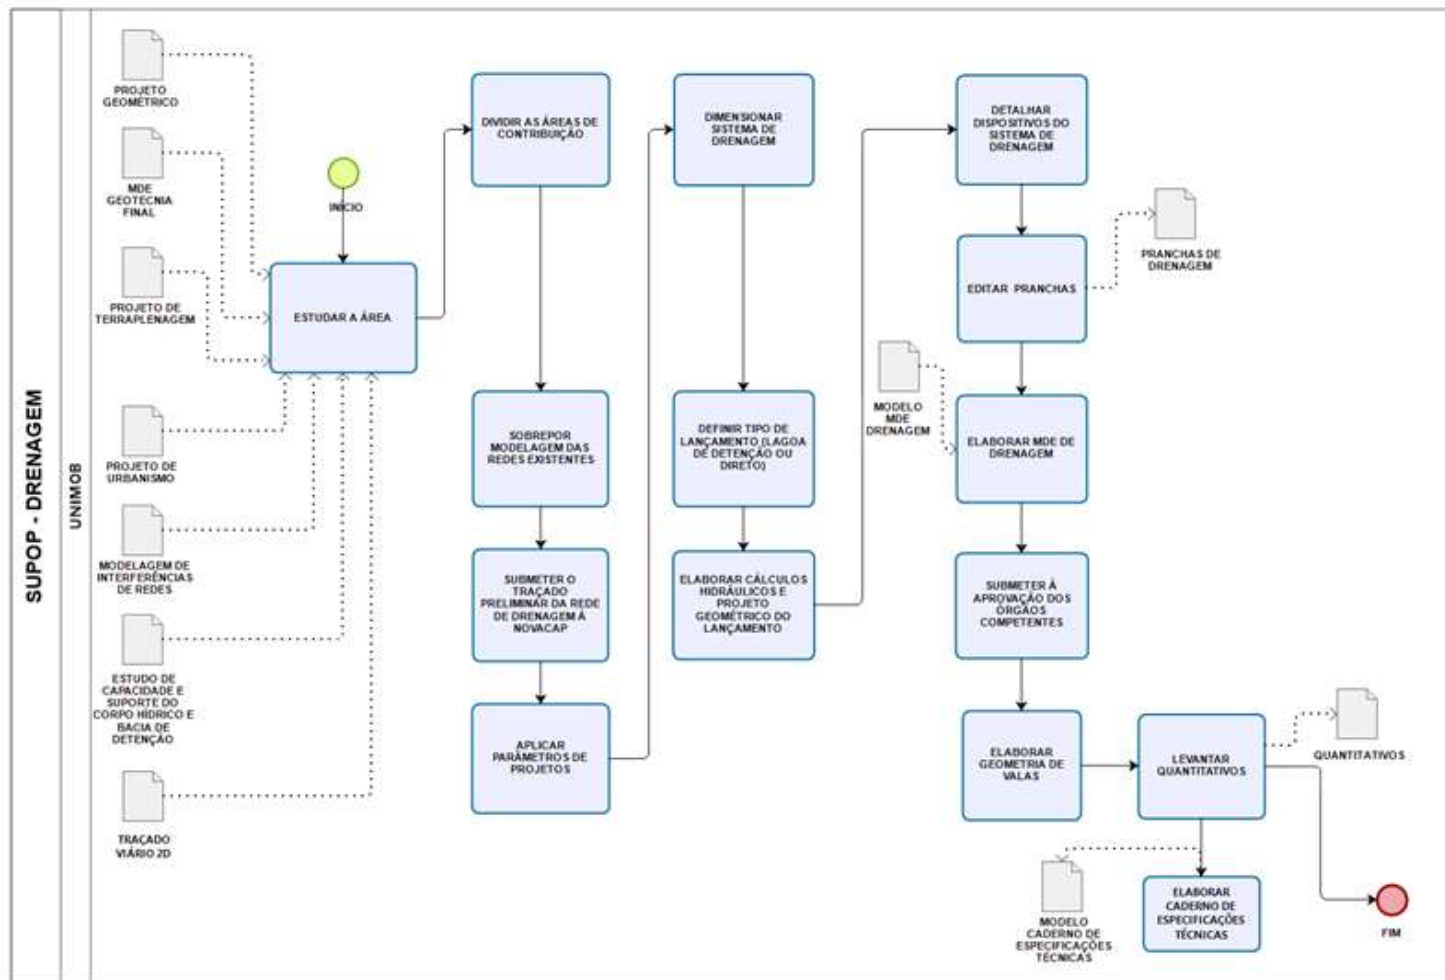 SUPOP - DRENAGEM
UNIMOB
PROJETO
GEOMÉTRICO
MDE
GEOTECNIA
FINAL
PROJETO DE
TERRAPLENAGEM
PROJETO DE
URBANISMO
MODELAGEM DE
INTERFERÊNCIAS
DE REDES
ESTUDO DE
CAPACIDADE E
SUPORTE DO
CORPO HÍDRICO E
BACIA DE
DETENÇÃO
TRAÇADO
VIÁRIO 2D
INÍCIO
ESTUDAR A ÁREA
DIVIDIR AS ÁREAS DE
CONTRIBUIÇÃO
SOBREPOR
MODELAGEM DAS
REDES EXISTENTES
SUBMETER O
TRAÇADO
PRELIMINAR DA REDE
DE DRENAGEM À
NOVACAP
APLICAR
PARÂMETROS DE
PROJETOS
DIMENSIONAR
SISTEMA DE
DRENAGEM
DEFINIR TIPO DE
LANÇAMENTO (LAGOA
DE DETENÇÃO OU
DIRETO)
ELABORAR CÁLCULOS
HIDRÁULICOS E
PROJETO
GEOMÉTRICO DO
LANÇAMENTO
DETALHAR
DISPOSITIVOS DO
SISTEMA DE
DRENAGEM
EDITAR PRANCHAS
PRANCHAS DE
DRENAGEM
MODELO
MDE
DRENAGEM
ELABORAR MDE DE
DRENAGEM
SUBMETER À
APROVAÇÃO DOS
ÓRGÃOS
COMPETENTES
ELABORAR
GEOMETRIA DE
VALAS
LEVANTAR
QUANTITATIVOS
QUANTITATIVOS
MODELO
CADERNO DE
ESPECIFICAÇÕES
TÉCNICAS
ELABORAR
CADERNO DE
ESPECIFICAÇÕES
TÉCNICAS
FIM